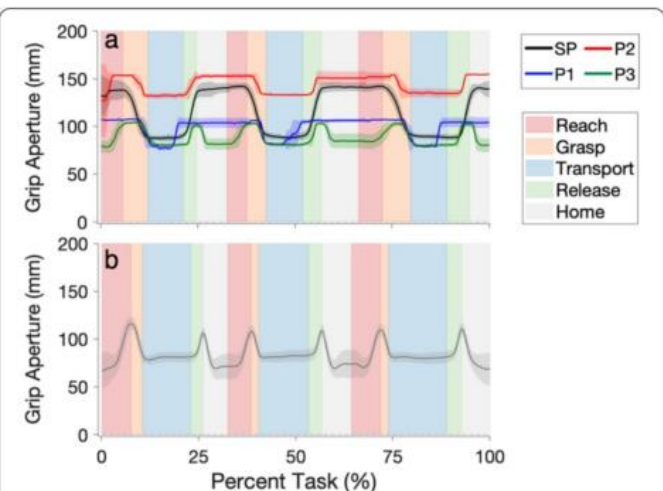 a
200
150
100
50
0
Grip Aperture (mm)
SP P2
P1 P3
Reach
Grasp
Transport
Release
Home
b
200
150
100
50
0
Grip Aperture (mm)
0 25 50 75 100
Percent Task (%)